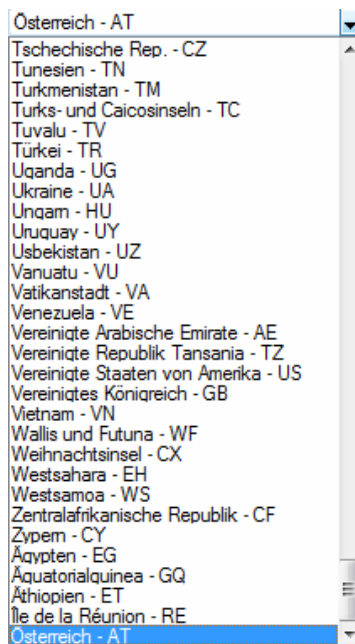 Österreich - AT
Tschechische Rep. - CZ
Tunesien - TN
Turkmenistan - TM
Turks- und Caicosinseln - TC
Tuvalu - TV
Türkei - TR
Uganda - UG
Ukraine - UA
Ungarn - HU
Uruguay - UY
Usbekistan - UZ
Vanuatu - VU
Vatikanstadt - VA
Venezuela - VE
Vereinigte Arabische Emirate - AE
Vereinigte Republik Tansania - TZ
Vereinigte Staaten von Amerika - US
Vereinigtes Königreich - GB
Vietnam - VN
Wallis und Futuna - WF
Weihnachtsinsel - CX
Westsahara - EH
Westsamoa - WS
Zentralafrikanische Republik - CF
Zypern - CY
Ägypten - EG
Äquatorialguinea - GQ
Äthiopien - ET
Île de la Réunion - RE
Österreich - AT